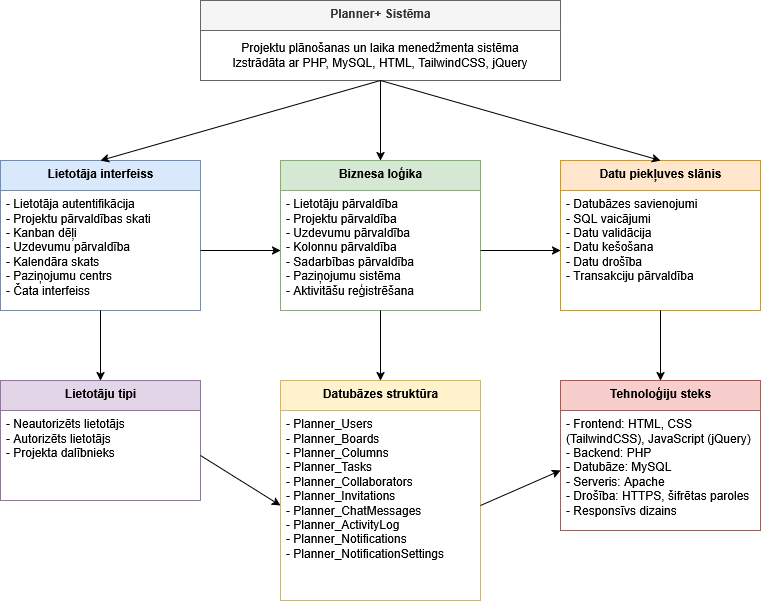 Planner+ Sistēma
Projektu plānošanas un laika menedžmenta sistēma
Izstrādāta ar PHP, MySQL, HTML, TailwindCSS, jQuery
Lietotāja interfeiss
- Lietotāja autentifikācija
- Projektu pārvaldības skati
- Kanban dēļi
- Uzdevumu pārvaldība
- Kalendāra skats
- Paziņojumu centrs
- Čata interfeiss
Biznesa loģika
- Lietotāju pārvaldība
- Projektu pārvaldība
- Uzdevumu pārvaldība
- Kolonnu pārvaldība
- Sadarbības pārvaldība
- Paziņojumu sistēma
- Aktivitāšu reģistrēšana
Datu piekļuves slānis
- Datubāzes savienojumi
- SQL vaicājumi
- Datu validācija
- Datu kešošana
- Datu drošība
- Transakciju pārvaldība
Lietotāju tipi
- Neautorizēts lietotājs
- Autorizēts lietotājs
- Projekta dalībnieks
Datubāzes struktūra
- Planner_Users
- Planner_Boards
- Planner_Columns
- Planner_Tasks
- Planner_Collaborators
- Planner_Invitations
- Planner_ChatMessages
- Planner_ActivityLog
- Planner_Notifications
- Planner_NotificationSettings
Tehnoloģiju steks
- Frontend: HTML, CSS
(TailwindCSS), JavaScript (jQuery)
- Backend: PHP
- Datubāze: MySQL
- Serveris: Apache
- Drošība: HTTPS, šifrētas paroles
- Responsīvs dizains